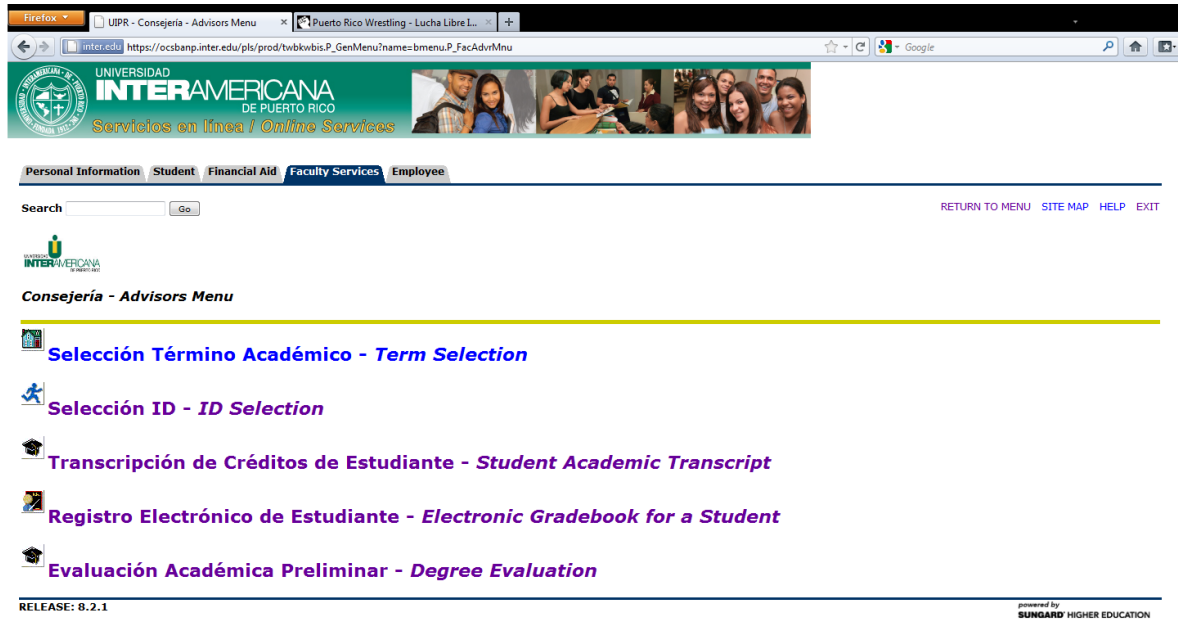 Firefox
UIPR - Consejería - Advisors Menu
Puerto Rico Wrestling - Lucha Libre I...
inter.edu https://ocsbanp.inter.edu/pls/prod/twbkwbis.P_GenMenu?name=bmenu.P_FacAdvrMnu
Google
UNIVERSIDAD
INTERAMERICANA
DE PUERTO RICO
Servicios en línea / Online Services
Personal Information Student Financial Aid Faculty Services Employee
Search Go
RETURN TO MENU SITE MAP HELP EXIT
UNIVERSIDAD
INTERAMERICANA
DE PUERTO RICO
Consejería - Advisors Menu
Selección Término Académico - Term Selection
Selección ID - ID Selection
Transcripción de Créditos de Estudiante - Student Academic Transcript
Registro Electrónico de Estudiante - Electronic Gradebook for a Student
Evaluación Académica Preliminar - Degree Evaluation
RELEASE: 8.2.1
powered by
SUNGARD' HIGHER EDUCATION